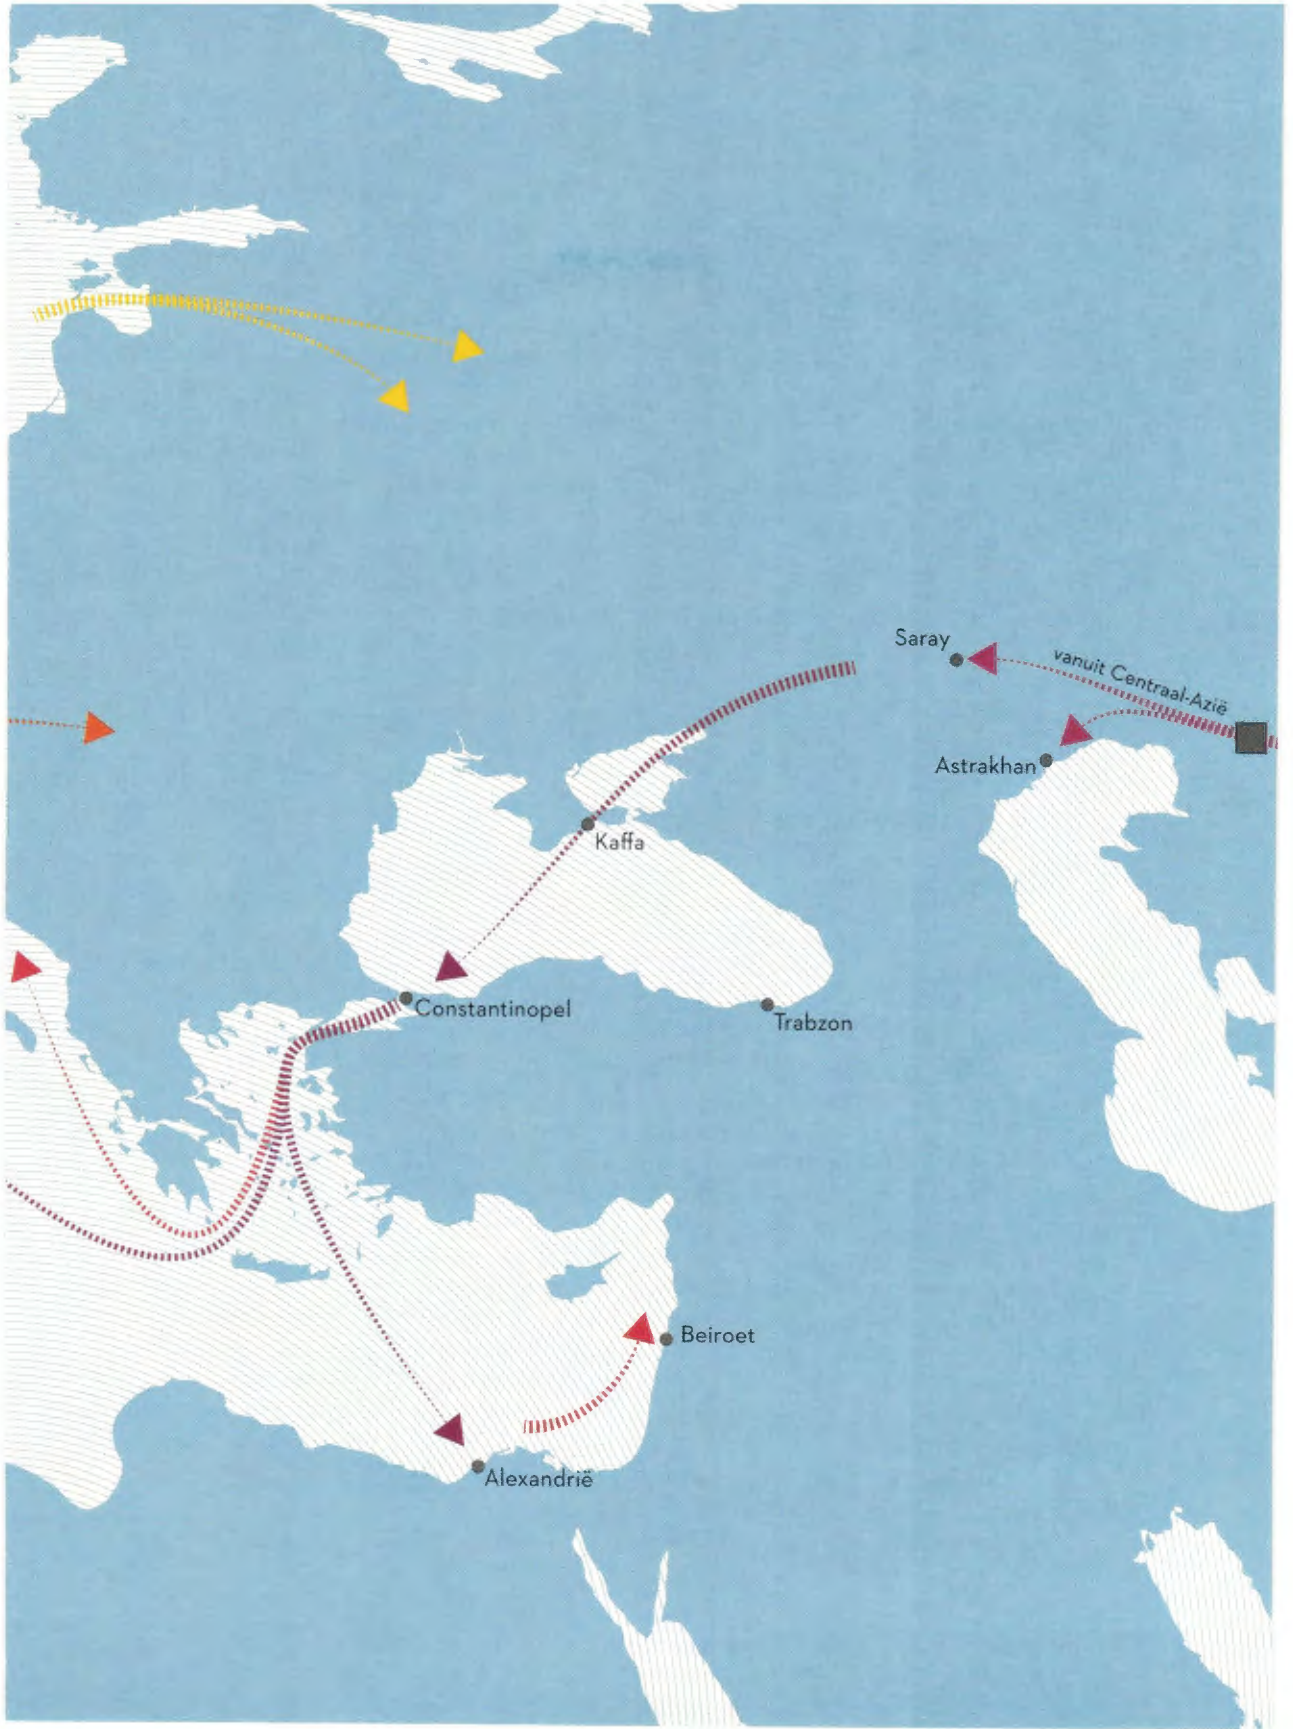 Saray
vanuit Centraal-Azië
Astrakhan
Kaffa
Constantinopel
Trabzon
Beiroet
Alexandrië